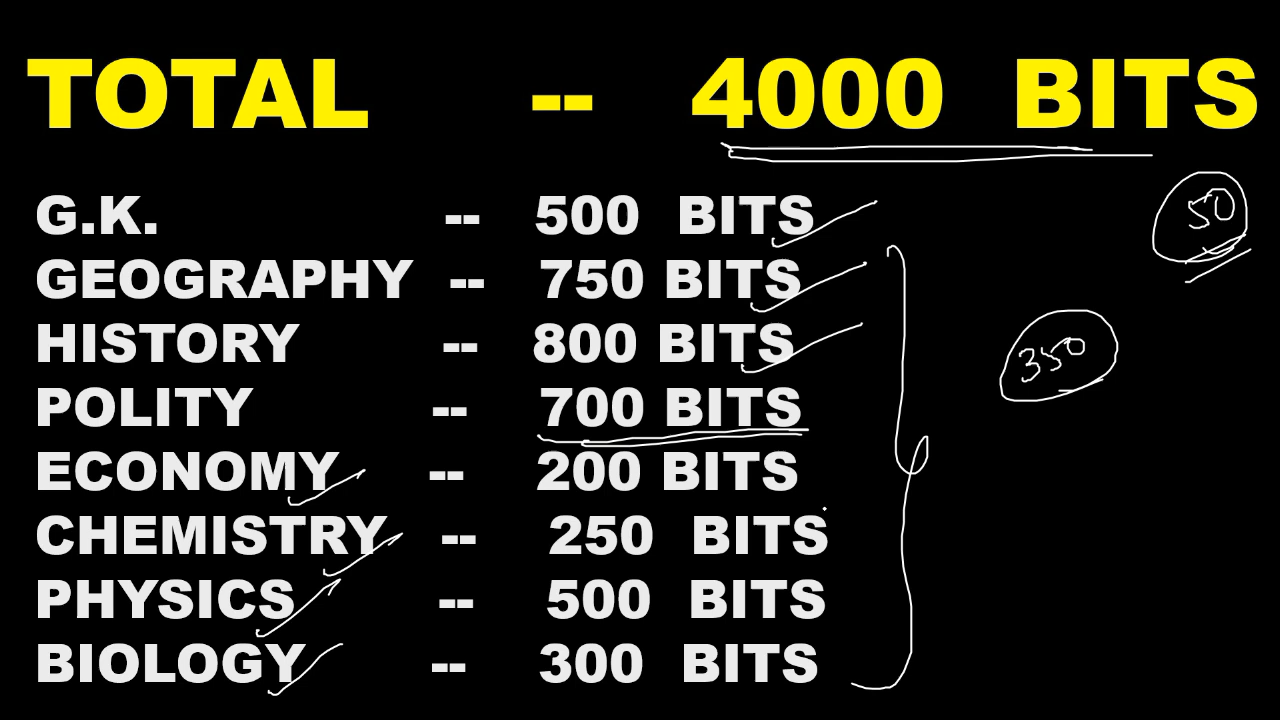 TOTAL -- 4000 BITS
G.K. -- 500 BITS
50
GEOGRAPHY -- 750 BITS
HISTORY -- 800 BITS
350
POLITY -- 700 BITS
ECONOMY -- 200 BITS
CHEMISTRY -- 250 BITS
PHYSICS -- 500 BITS
BIOLOGY -- 300 BITS